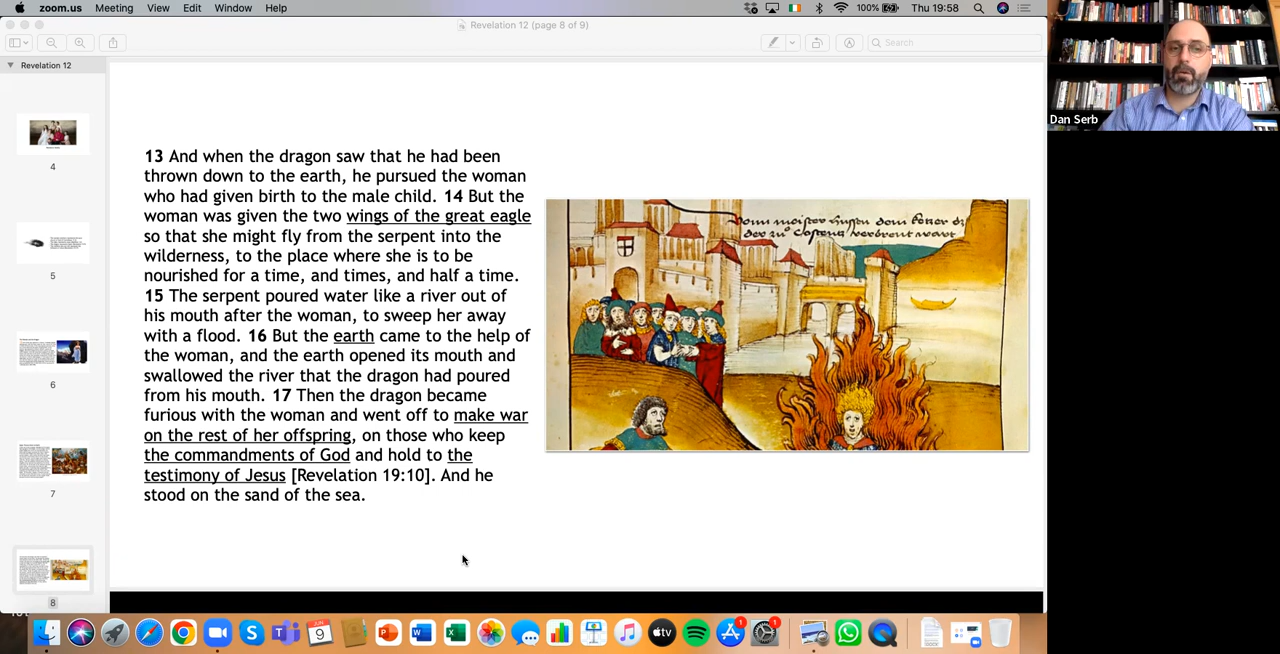 zoom.us Meeting View Edit Window Help 100% Thu 19:58
Revelation 12 (page 8 of 9)
Search
Revelation 12
4
5
6
7
8
13 And when the dragon saw that he had been
thrown down to the earth, he pursued the woman
who had given birth to the male child. 14 But the
woman was given the two wings of the great eagle
so that she might fly from the serpent into the
wilderness, to the place where she is to be
nourished for a time, and times, and half a time.
15 The serpent poured water like a river out of
his mouth after the woman, to sweep her away
with a flood. 16 But the earth came to the help of
the woman, and the earth opened its mouth and
swallowed the river that the dragon had poured
from his mouth. 17 Then the dragon became
furious with the woman and went off to make war
on the rest of her offspring, on those who keep
the commandments of God and hold to the
testimony of Jesus [Revelation 19:10]. And he
stood on the sand of the sea.
Dan Serb
JUN
9
tv
1
1